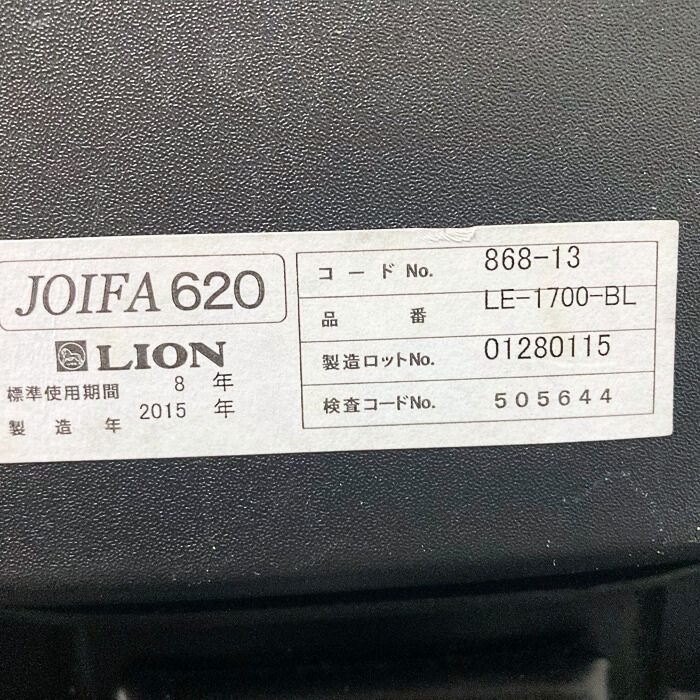 JOIFA 620
LION
標準使用期間 8 年
製造年 2015 年
コードNo. 868-13
品番 LE-1700-BL
製造ロットNo. 01280115
検査コードNo. 505644